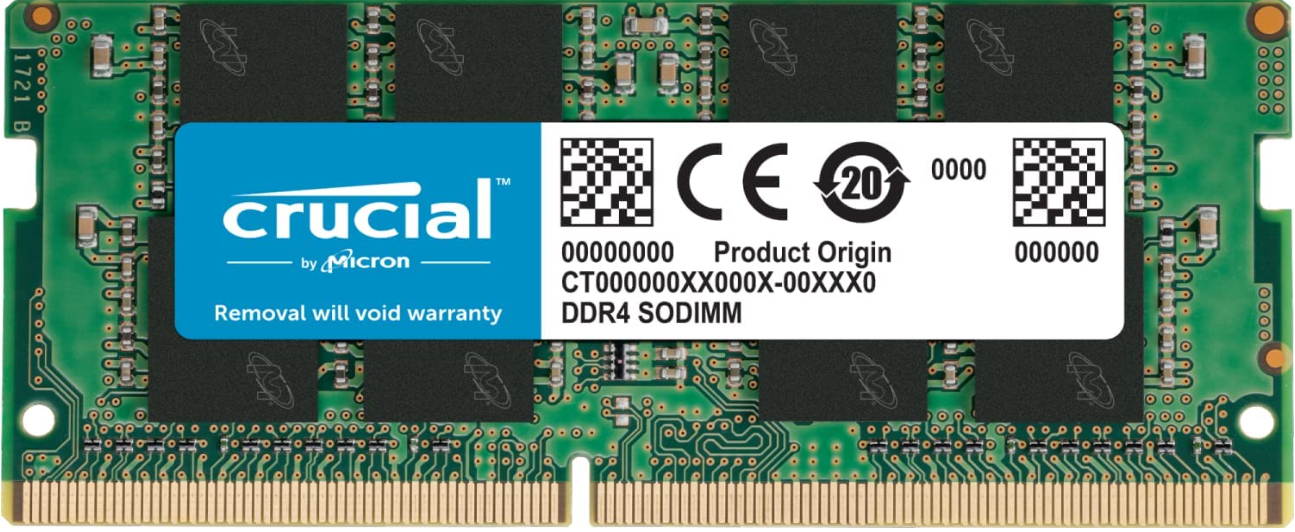 1721 B
crucial™
by Micron
Removal will void warranty
CE
20
0000
00000000
Product Origin
000000
CT000000XX000X-00XXX0
DDR4 SODIMM